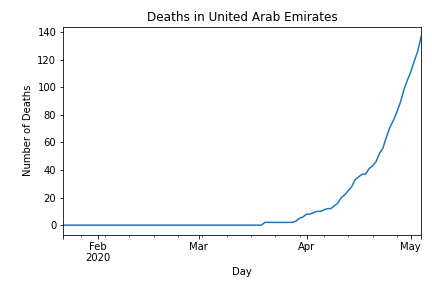 Deaths in United Arab Emirates
140
120
100
80
60
40
20
0
Number of Deaths
Feb
2020
Mar
Apr
May
Day